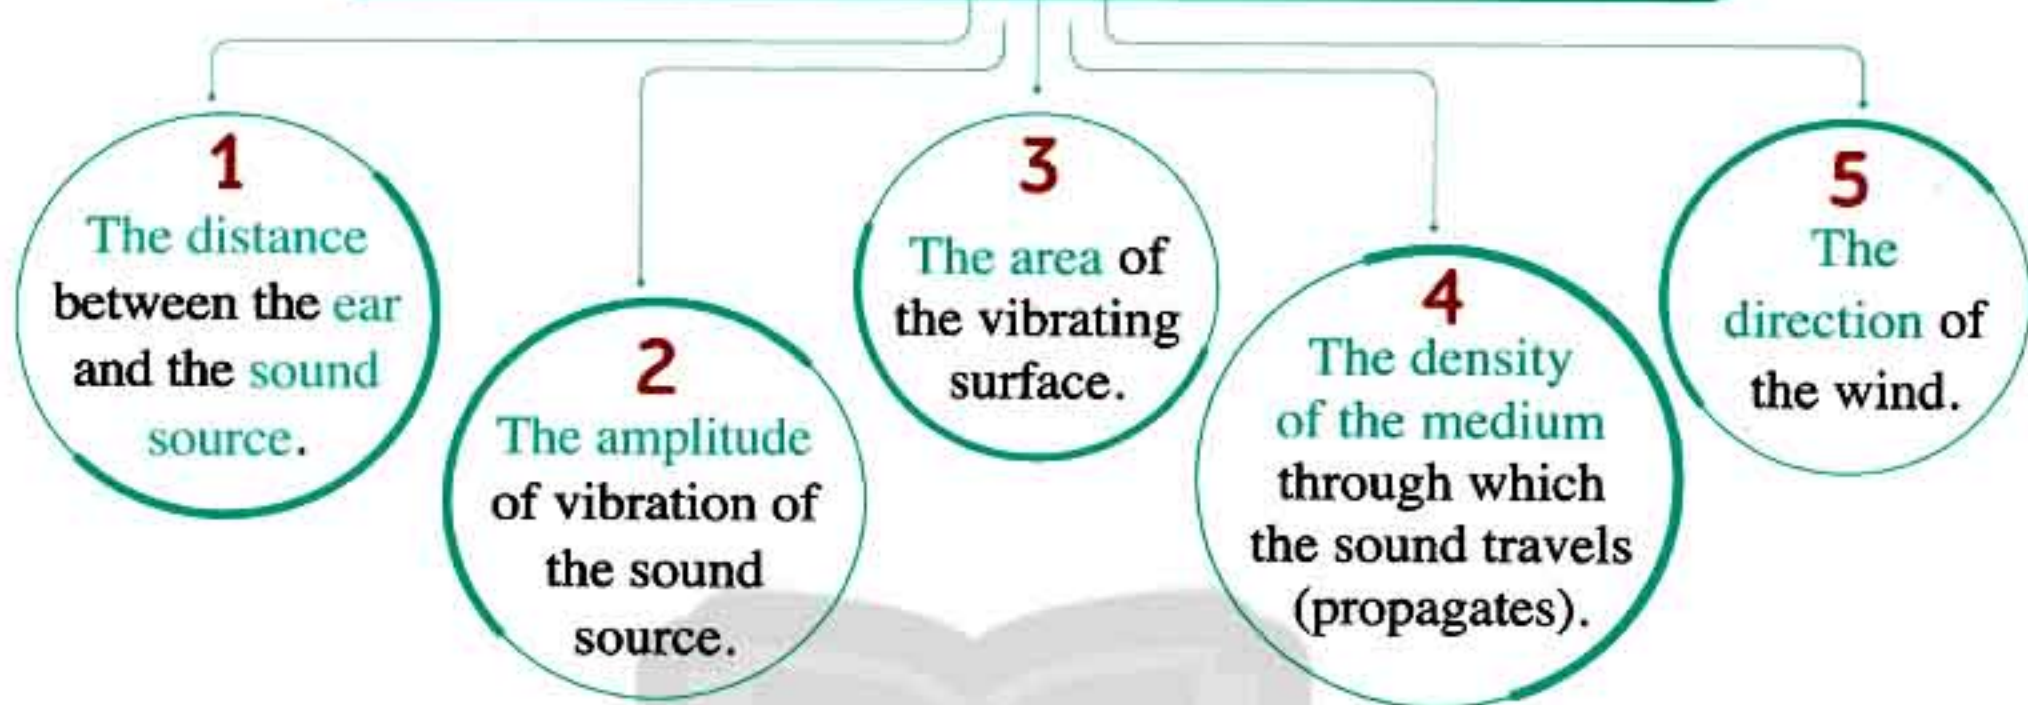 1
The distance
between the ear
and the sound
source.
2
The amplitude
of vibration of
the sound
source.
3
The area of
the vibrating
surface.
4
The density
of the medium
through which
the sound travels
(propagates).
5
The
direction of
the wind.